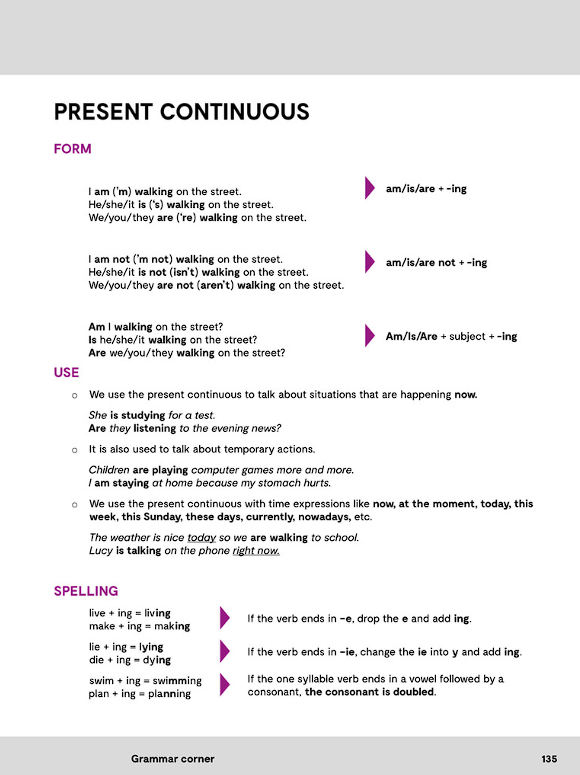 PRESENT CONTINUOUS
FORM
I am ('m) walking on the street.
He/she/it is ('s) walking on the street.
We/you/they are ('re) walking on the street.
am/is/are + -ing
I am not ('m not) walking on the street.
He/she/it is not (isn't) walking on the street.
We/you/they are not (aren't) walking on the street.
am/is/are not + -ing
Am I walking on the street?
Is he/she/it walking on the street?
Are we/you/they walking on the street?
Am/Is/Are + subject + -ing
USE
o We use the present continuous to talk about situations that are happening now.
She is studying for a test.
Are they listening to the evening news?
o It is also used to talk about temporary actions.
Children are playing computer games more and more.
I am staying at home because my stomach hurts.
o We use the present continuous with time expressions like now, at the moment, today, this
week, this Sunday, these days, currently, nowadays, etc.
The weather is nice today so we are walking to school.
Lucy is talking on the phone right now.
SPELLING
live + ing = living
make + ing = making
If the verb ends in –e, drop the e and add ing.
lie + ing = lying
die + ing = dying
If the verb ends in –ie, change the ie into y and add ing.
swim + ing = swimming
plan + ing = planning
If the one syllable verb ends in a vowel followed by a
consonant, the consonant is doubled.
Grammar corner
135